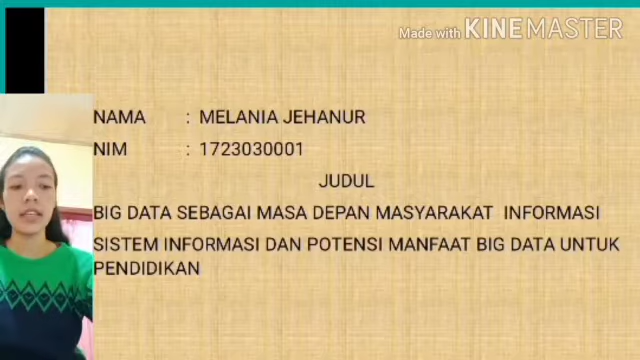 Made with KINEMASTER
NAMA : MELANIA JEHANUR
NIM : 1723030001
JUDUL
BIG DATA SEBAGAI MASA DEPAN MASYARAKAT INFORMASI
SISTEM INFORMASI DAN POTENSI MANFAAT BIG DATA UNTUK
PENDIDIKAN